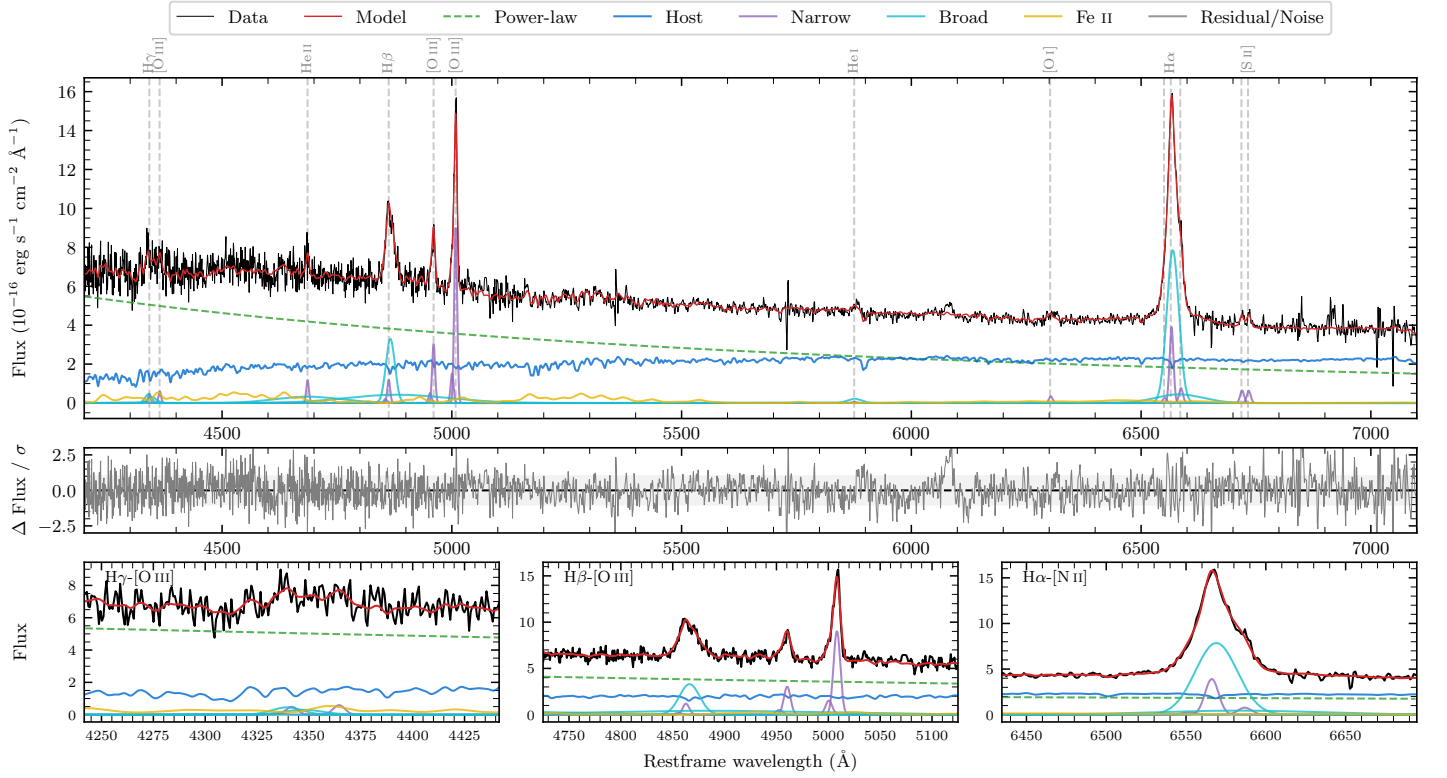 Data Model Power-law Host Narrow Broad Fe II Residual/Noise
Hγ [O III] He II Hβ [O III] [O III] He I [O I] Hα [S II]
Flux (10⁻¹⁶ erg s⁻¹ cm⁻² Å⁻¹)
16
14
12
10
8
6
4
2
0
4500 5000 5500 6000 6500 7000
Δ Flux / σ
2.5
0.0
−2.5
4500 5000 5500 6000 6500 7000
Hγ-[O III] Hβ-[O III] Hα-[N II]
Flux
8
6
4
2
0
4250 4275 4300 4325 4350 4375 4400 4425
15
10
5
0
4750 4800 4850 4900 4950 5000 5050 5100
15
10
5
0
6450 6500 6550 6600 6650
Restframe wavelength (Å)